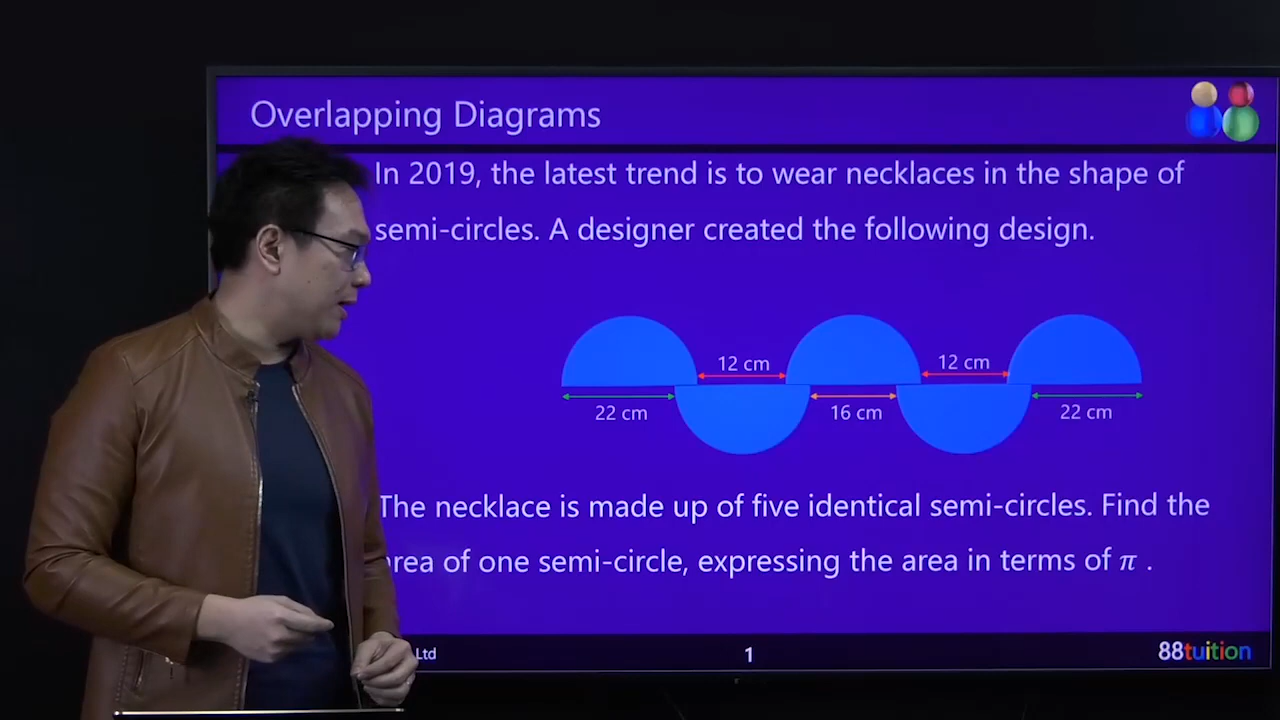 Overlapping Diagrams
In 2019, the latest trend is to wear necklaces in the shape of
semi-circles. A designer created the following design.
12 cm
12 cm
22 cm
16 cm
22 cm
The necklace is made up of five identical semi-circles. Find the
area of one semi-circle, expressing the area in terms of π .
Ltd
1
88tuition